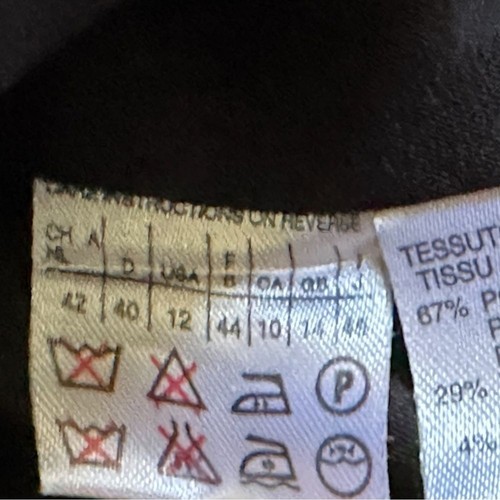 CARE INSTRUCTIONS ON REVERSE
CH A NL D USA F B CA GB I
42 40 12 44 10 14
P
TESSUT
TISSU
67% P
29%
4%